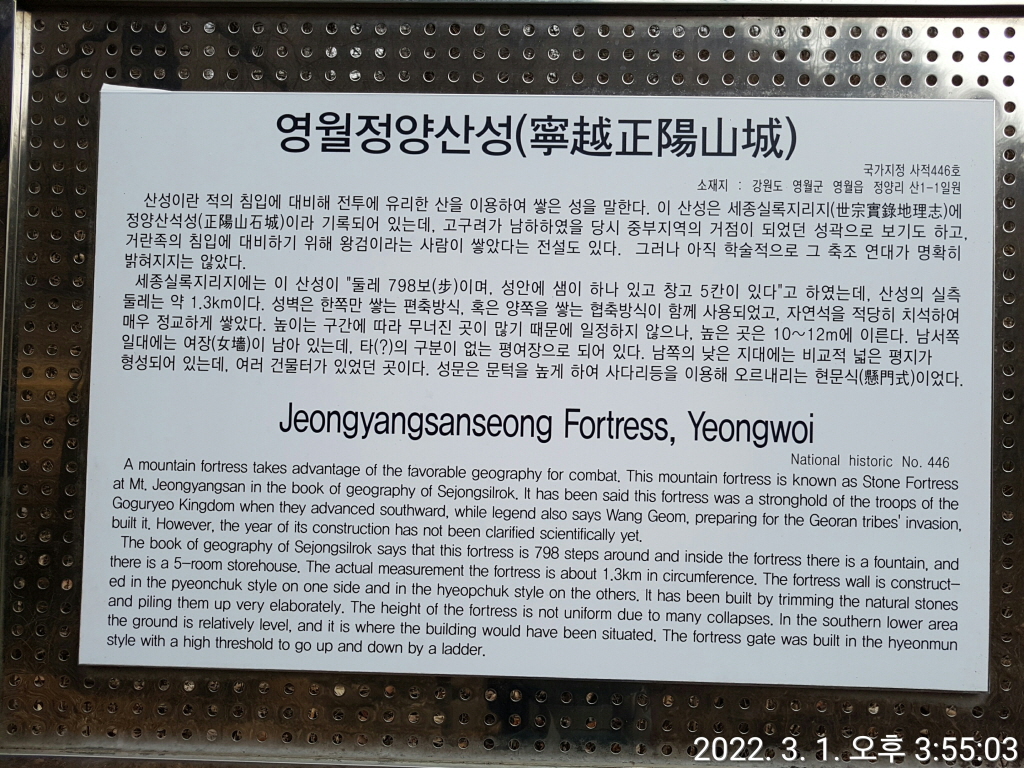 영월정양산성(寧越正陽山城)
국가지정 사적446호
소재지 : 강원도 영월군 영월읍 정양리 산1-1일원
산성이란 적의 침입에 대비해 전투에 유리한 산을 이용하여 쌓은 성을 말한다. 이 산성은 세종실록지리지(世宗實錄地理志)에
정양산석성(正陽山石城)이라 기록되어 있는데, 고구려가 남하하였을 당시 중부지역의 거점이 되었던 성곽으로 보기도 하고,
거란족의 침입에 대비하기 위해 왕검이라는 사람이 쌓았다는 전설도 있다. 그러나 아직 학술적으로 그 축조 연대가 명확히
밝혀지지는 않았다.
세종실록지리지에는 이 산성이 "둘레 798보(步)이며, 성안에 샘이 하나 있고 창고 5칸이 있다"고 하였는데, 산성의 실측
둘레는 약 1.3km이다. 성벽은 한쪽만 쌓는 편축방식, 혹은 양쪽을 쌓는 협축방식이 함께 사용되었고, 자연석을 적당히 치석하여
매우 정교하게 쌓았다. 높이는 구간에 따라 무너진 곳이 많기 때문에 일정하지 않으나, 높은 곳은 10~12m에 이른다. 남서쪽
일대에는 여장(女墻)이 남아 있는데, 타(?)의 구분이 없는 평여장으로 되어 있다. 남쪽의 낮은 지대에는 비교적 넓은 평지가
형성되어 있는데, 여러 건물터가 있었던 곳이다. 성문은 문턱을 높게 하여 사다리등을 이용해 오르내리는 현문식(懸門式)이었다.
Jeongyangsanseong Fortress, Yeongwoi
National historic No. 446
A mountain fortress takes advantage of the favorable geography for combat. This mountain fortress is known as Stone Fortress
at Mt. Jeongyangsan in the book of geography of Sejongsilrok. It has been said this fortress was a stronghold of the troops of the
Goguryeo Kingdom when they advanced southward, while legend also says Wang Geom, preparing for the Georan tribes' invasion,
built it. However, the year of its construction has not been clarified scientifically yet.
The book of geography of Sejongsilrok says that this fortress is 798 steps around and inside the fortress there is a fountain, and
there is a 5-room storehouse. The actual measurement the fortress is about 1.3km in circumference. The fortress wall is construct-
ed in the pyeonchuk style on one side and in the hyeopchuk style on the others. It has been built by trimming the natural stones
and piling them up very elaborately. The height of the fortress is not uniform due to many collapses. In the southern lower area
the ground is relatively level, and it is where the building would have been situated. The fortress gate was built in the hyeonmun
style with a high threshold to go up and down by a ladder.
2022. 3. 1. 오후 3:55:03